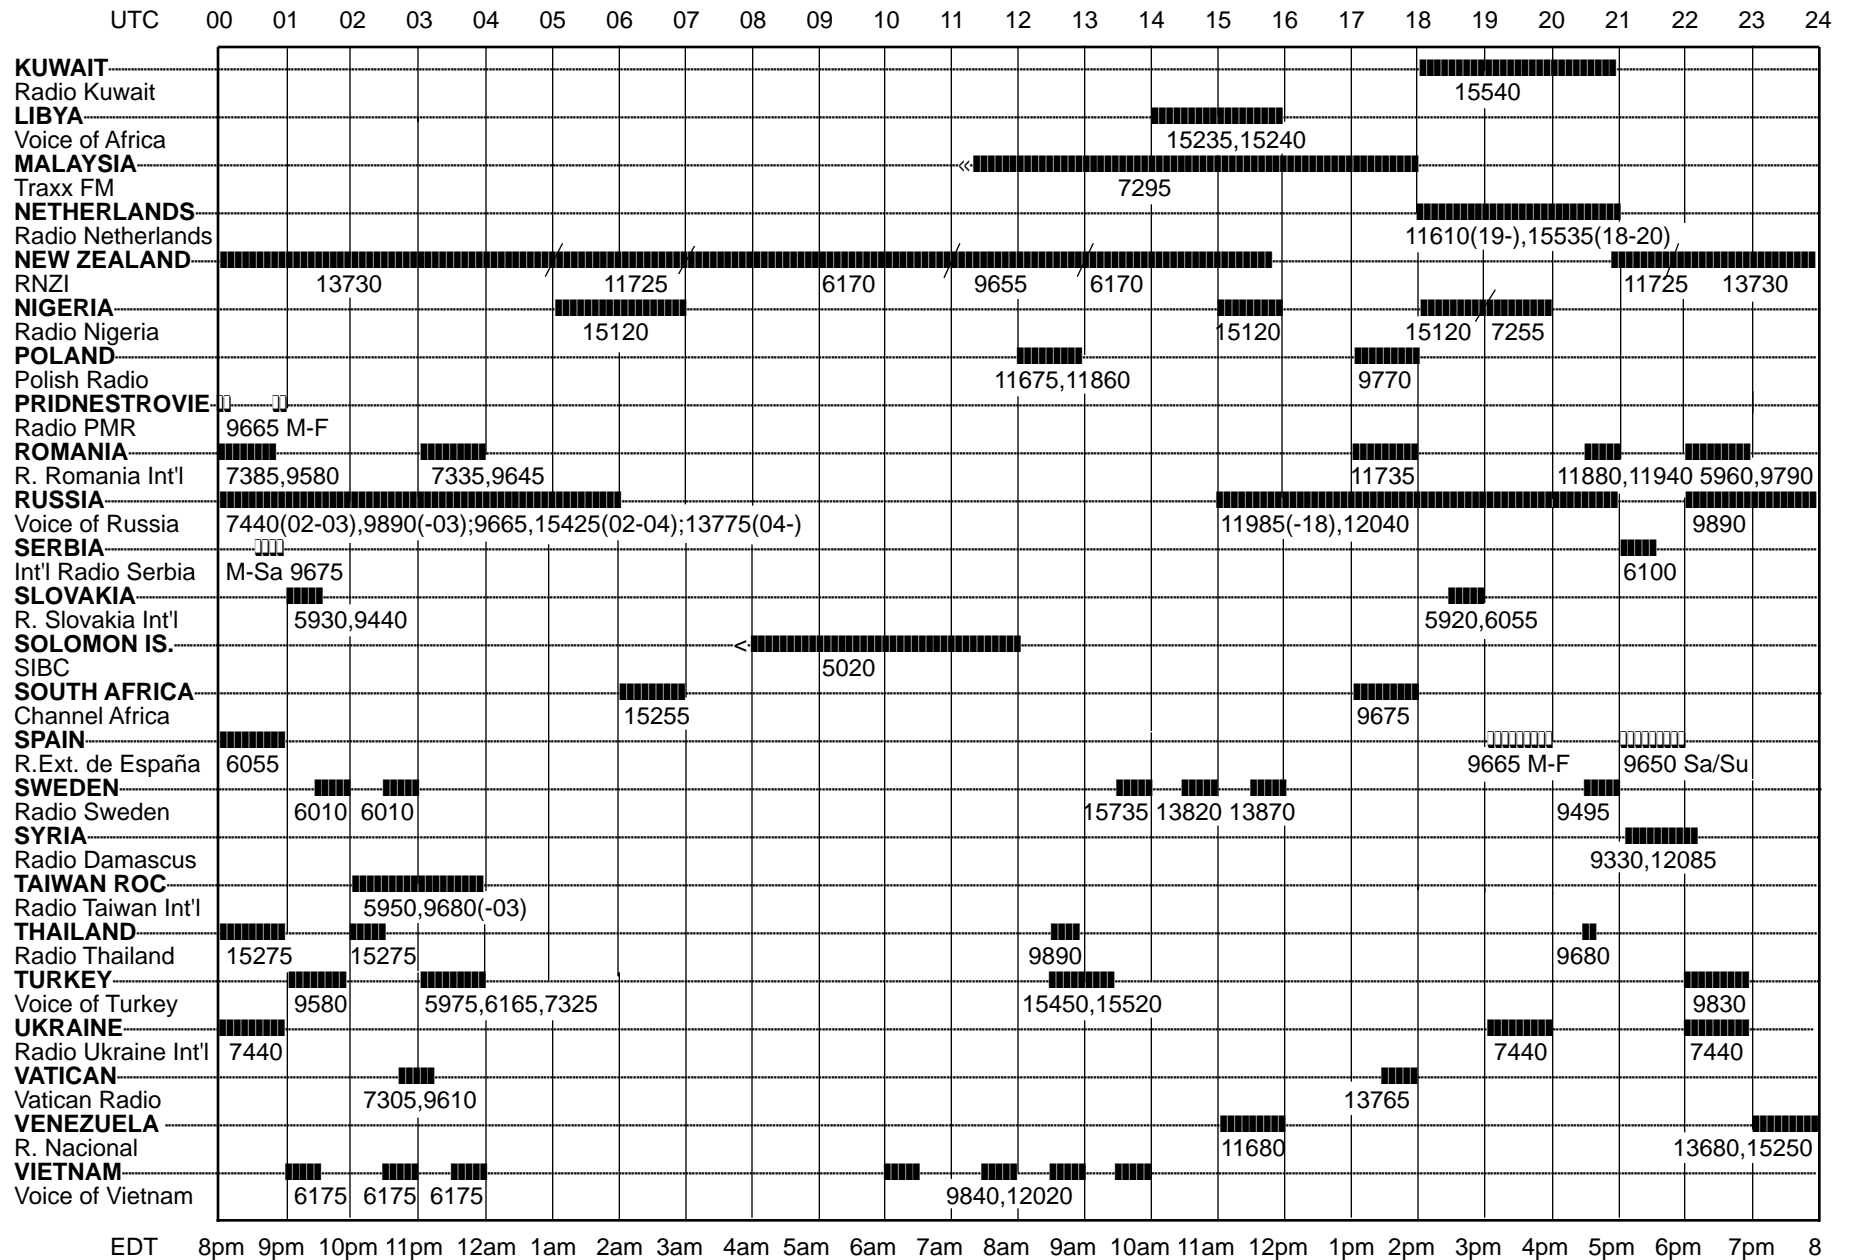 UTC 00 01 02 03 04 05 06 07 08 09 10 11 12 13 14 15 16 17 18 19 20 21 22 23 24
KUWAIT
Radio Kuwait 15540
LIBYA
Voice of Africa 15235,15240
MALAYSIA «
Traxx FM 7295
NETHERLANDS
Radio Netherlands 11610(19-),15535(18-20)
NEW ZEALAND
RNZI 13730 11725 6170 9655 6170 11725 13730
NIGERIA
Radio Nigeria 15120 15120 15120 7255
POLAND
Polish Radio 11675,11860 9770
PRIDNESTROVIE
Radio PMR 9665 M-F
ROMANIA
R. Romania Int'l 7385,9580 7335,9645 11735 11880,11940 5960,9790
RUSSIA
Voice of Russia 7440(02-03),9890(-03);9665,15425(02-04);13775(04-) 11985(-18),12040 9890
SERBIA
Int'l Radio Serbia M-Sa 9675 6100
SLOVAKIA
R. Slovakia Int'l 5930,9440 5920,6055
SOLOMON IS. <
SIBC 5020
SOUTH AFRICA
Channel Africa 15255 9675
SPAIN
R.Ext. de España 6055 9665 M-F 9650 Sa/Su
SWEDEN
Radio Sweden 6010 6010 15735 13820 13870 9495
SYRIA
Radio Damascus 9330,12085
TAIWAN ROC
Radio Taiwan Int'l 5950,9680(-03)
THAILAND
Radio Thailand 15275 15275 9890 9680
TURKEY
Voice of Turkey 9580 5975,6165,7325 15450,15520 9830
UKRAINE
Radio Ukraine Int'l 7440 7440 7440
VATICAN
Vatican Radio 7305,9610 13765
VENEZUELA
R. Nacional 11680 13680,15250
VIETNAM
Voice of Vietnam 6175 6175 6175 9840,12020
EDT 8pm 9pm 10pm 11pm 12am 1am 2am 3am 4am 5am 6am 7am 8am 9am 10am 11am 12pm 1pm 2pm 3pm 4pm 5pm 6pm 7pm 8